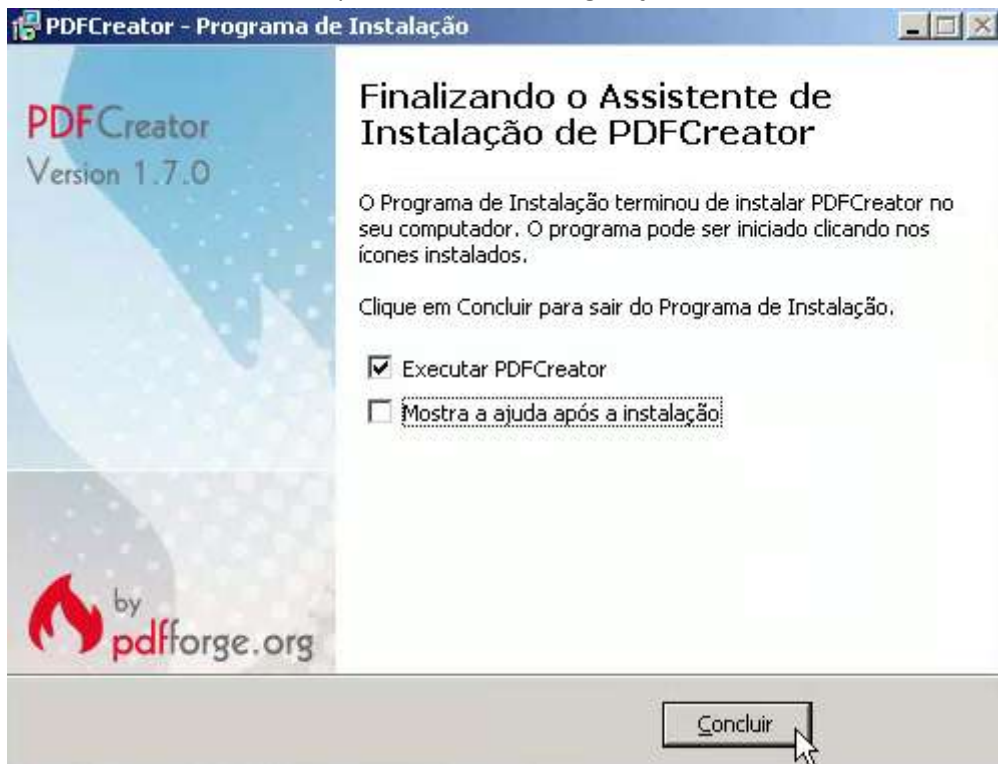 PDFCreator - Programa de Instalação
PDFCreator
Version 1.7.0
Finalizando o Assistente de
Instalação de PDFCreator
O Programa de Instalação terminou de instalar PDFCreator no
seu computador. O programa pode ser iniciado clicando nos
ícones instalados.
Clique em Concluir para sair do Programa de Instalação.
Executar PDFCreator
Mostra a ajuda após a instalação
by
pdfforge.org
Concluir